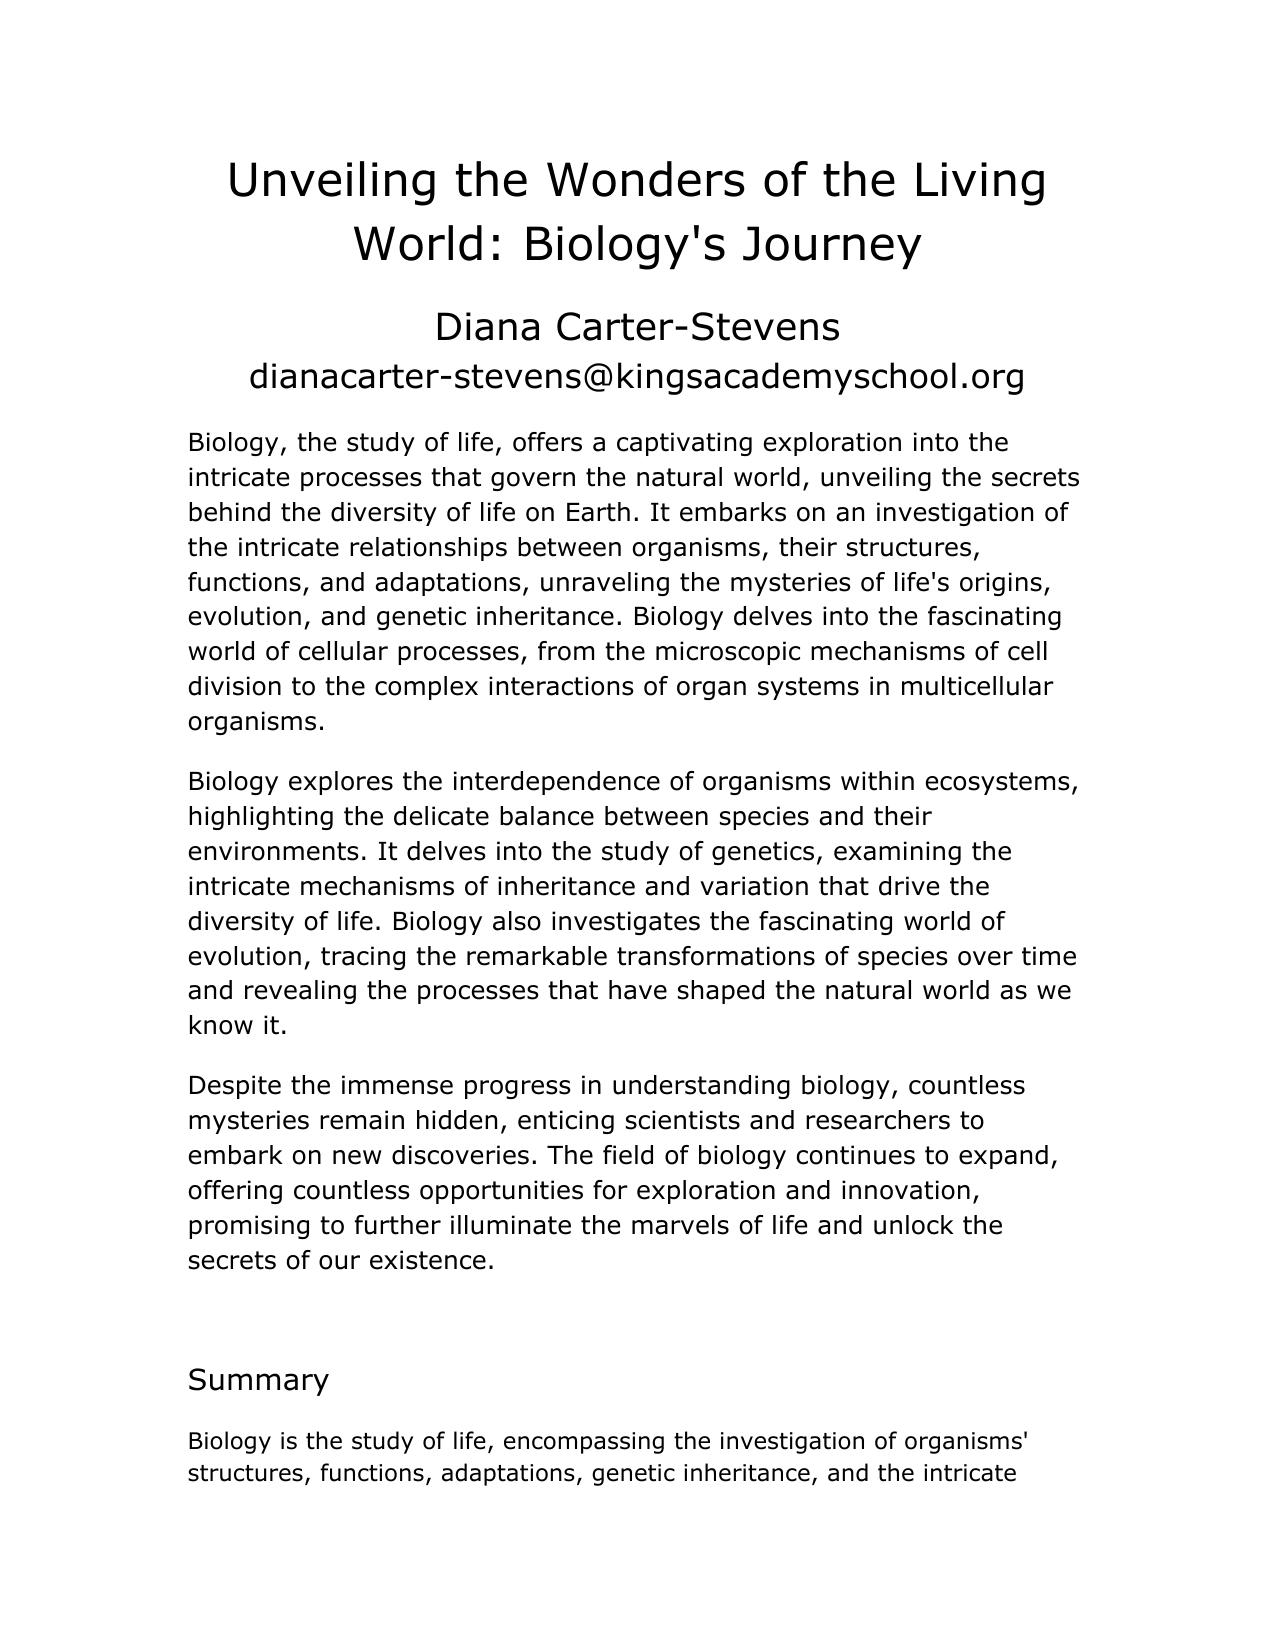 Unveiling the Wonders of the Living
World: Biology's Journey
Diana Carter-Stevens
dianacarter-stevens@kingsacademyschool.org
Biology, the study of life, offers a captivating exploration into the
intricate processes that govern the natural world, unveiling the secrets
behind the diversity of life on Earth. It embarks on an investigation of
the intricate relationships between organisms, their structures,
functions, and adaptations, unraveling the mysteries of life's origins,
evolution, and genetic inheritance. Biology delves into the fascinating
world of cellular processes, from the microscopic mechanisms of cell
division to the complex interactions of organ systems in multicellular
organisms.
Biology explores the interdependence of organisms within ecosystems,
highlighting the delicate balance between species and their
environments. It delves into the study of genetics, examining the
intricate mechanisms of inheritance and variation that drive the
diversity of life. Biology also investigates the fascinating world of
evolution, tracing the remarkable transformations of species over time
and revealing the processes that have shaped the natural world as we
know it.
Despite the immense progress in understanding biology, countless
mysteries remain hidden, enticing scientists and researchers to
embark on new discoveries. The field of biology continues to expand,
offering countless opportunities for exploration and innovation,
promising to further illuminate the marvels of life and unlock the
secrets of our existence.
Summary
Biology is the study of life, encompassing the investigation of organisms'
structures, functions, adaptations, genetic inheritance, and the intricate